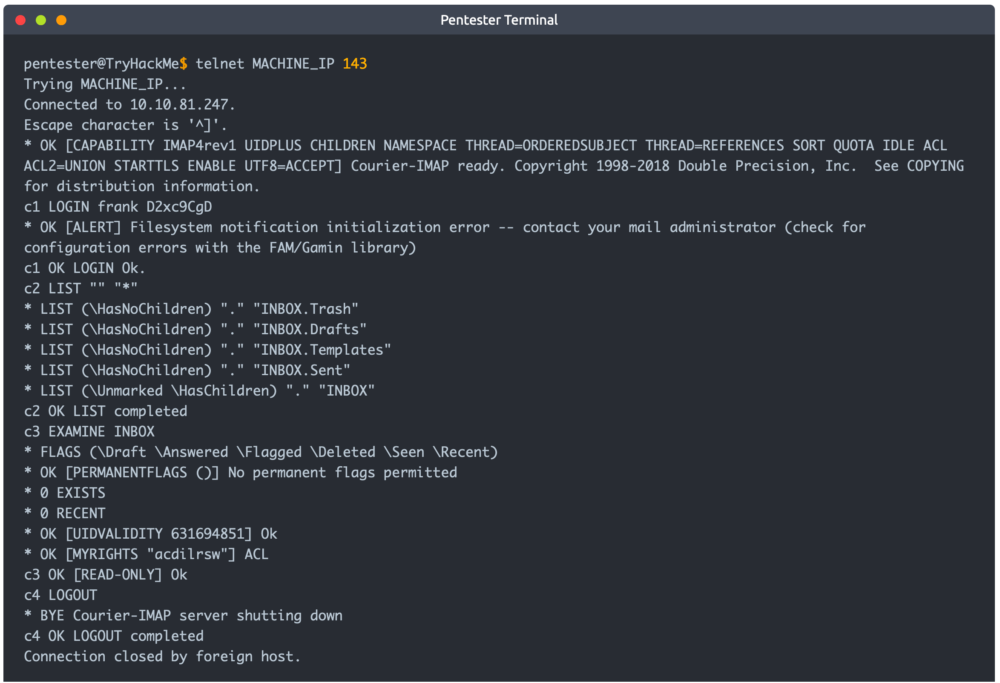 Pentester Terminal
pentester@TryHackMe$ telnet MACHINE_IP 143
Trying MACHINE_IP...
Connected to 10.10.81.247.
Escape character is '^]'.
* OK [CAPABILITY IMAP4rev1 UIDPLUS CHILDREN NAMESPACE THREAD=ORDEREDSUBJECT THREAD=REFERENCES SORT QUOTA IDLE ACL
ACL2=UNION STARTTLS ENABLE UTF8=ACCEPT] Courier-IMAP ready. Copyright 1998-2018 Double Precision, Inc.  See COPYING
for distribution information.
c1 LOGIN frank D2xc9CgD
* OK [ALERT] Filesystem notification initialization error -- contact your mail administrator (check for
configuration errors with the FAM/Gamin library)
c1 OK LOGIN Ok.
c2 LIST "" "*"
* LIST (\HasNoChildren) "." "INBOX.Trash"
* LIST (\HasNoChildren) "." "INBOX.Drafts"
* LIST (\HasNoChildren) "." "INBOX.Templates"
* LIST (\HasNoChildren) "." "INBOX.Sent"
* LIST (\Unmarked \HasChildren) "." "INBOX"
c2 OK LIST completed
c3 EXAMINE INBOX
* FLAGS (\Draft \Answered \Flagged \Deleted \Seen \Recent)
* OK [PERMANENTFLAGS ()] No permanent flags permitted
* 0 EXISTS
* 0 RECENT
* OK [UIDVALIDITY 631694851] Ok
* OK [MYRIGHTS "acdilrsw"] ACL
c3 OK [READ-ONLY] Ok
c4 LOGOUT
* BYE Courier-IMAP server shutting down
c4 OK LOGOUT completed
Connection closed by foreign host.